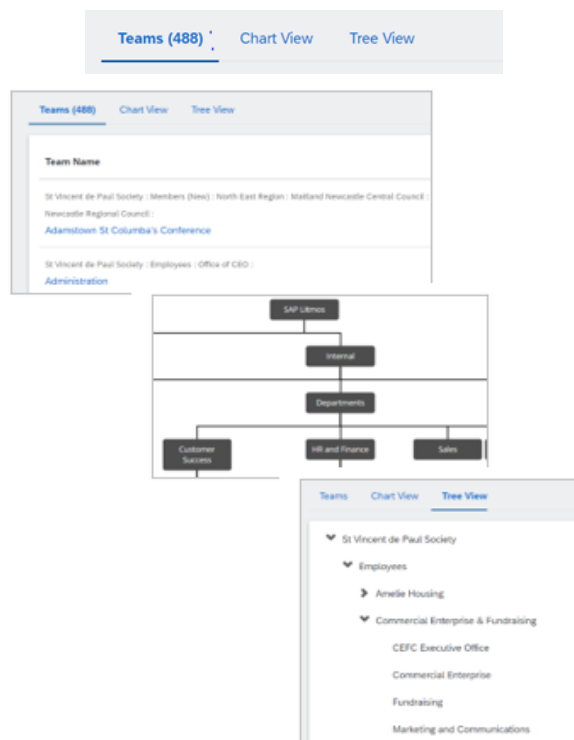 Teams (488) Chart View Tree View
Teams (488) Chart View Tree View
Team Name
St Vincent de Paul Society : Members (New) : North East Region : Maitland Newcastle Central Council :
Newcastle Regional Council :
Adamstown St Columba's Conference
St Vincent de Paul Society : Employees : Office of CEO :
Administration
SAP Litmos
Internal
Departments
Customer Success
HR and Finance
Sales
Teams Chart View Tree View
St Vincent de Paul Society
Employees
Amelie Housing
Commercial Enterprise & Fundraising
CEFC Executive Office
Commercial Enterprise
Fundraising
Marketing and Communications